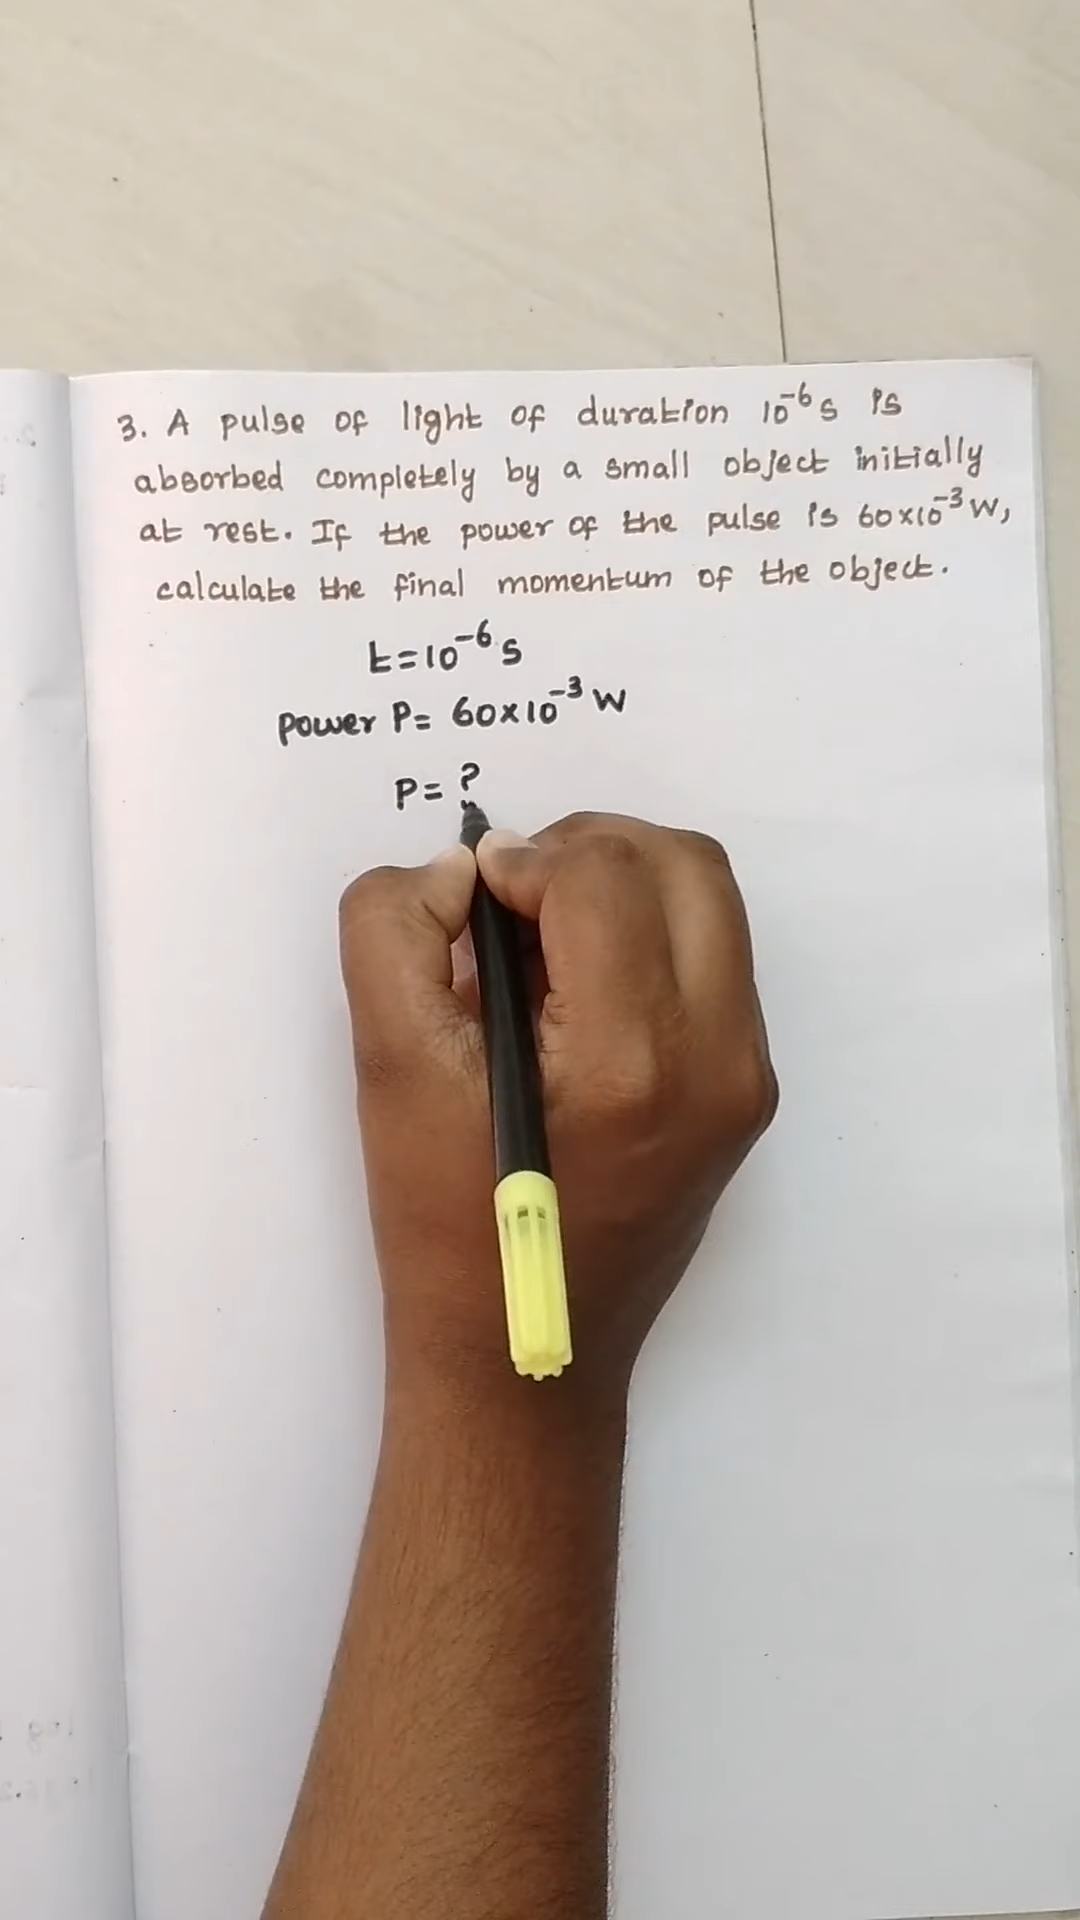 3. A pulse of light of duration 10⁻⁶s is
absorbed completely by a small object initially
at rest. If the power of the pulse is 60×10⁻³W,
calculate the final momentum of the object.
t=10⁻⁶s
Power P= 60×10⁻³W
P=?